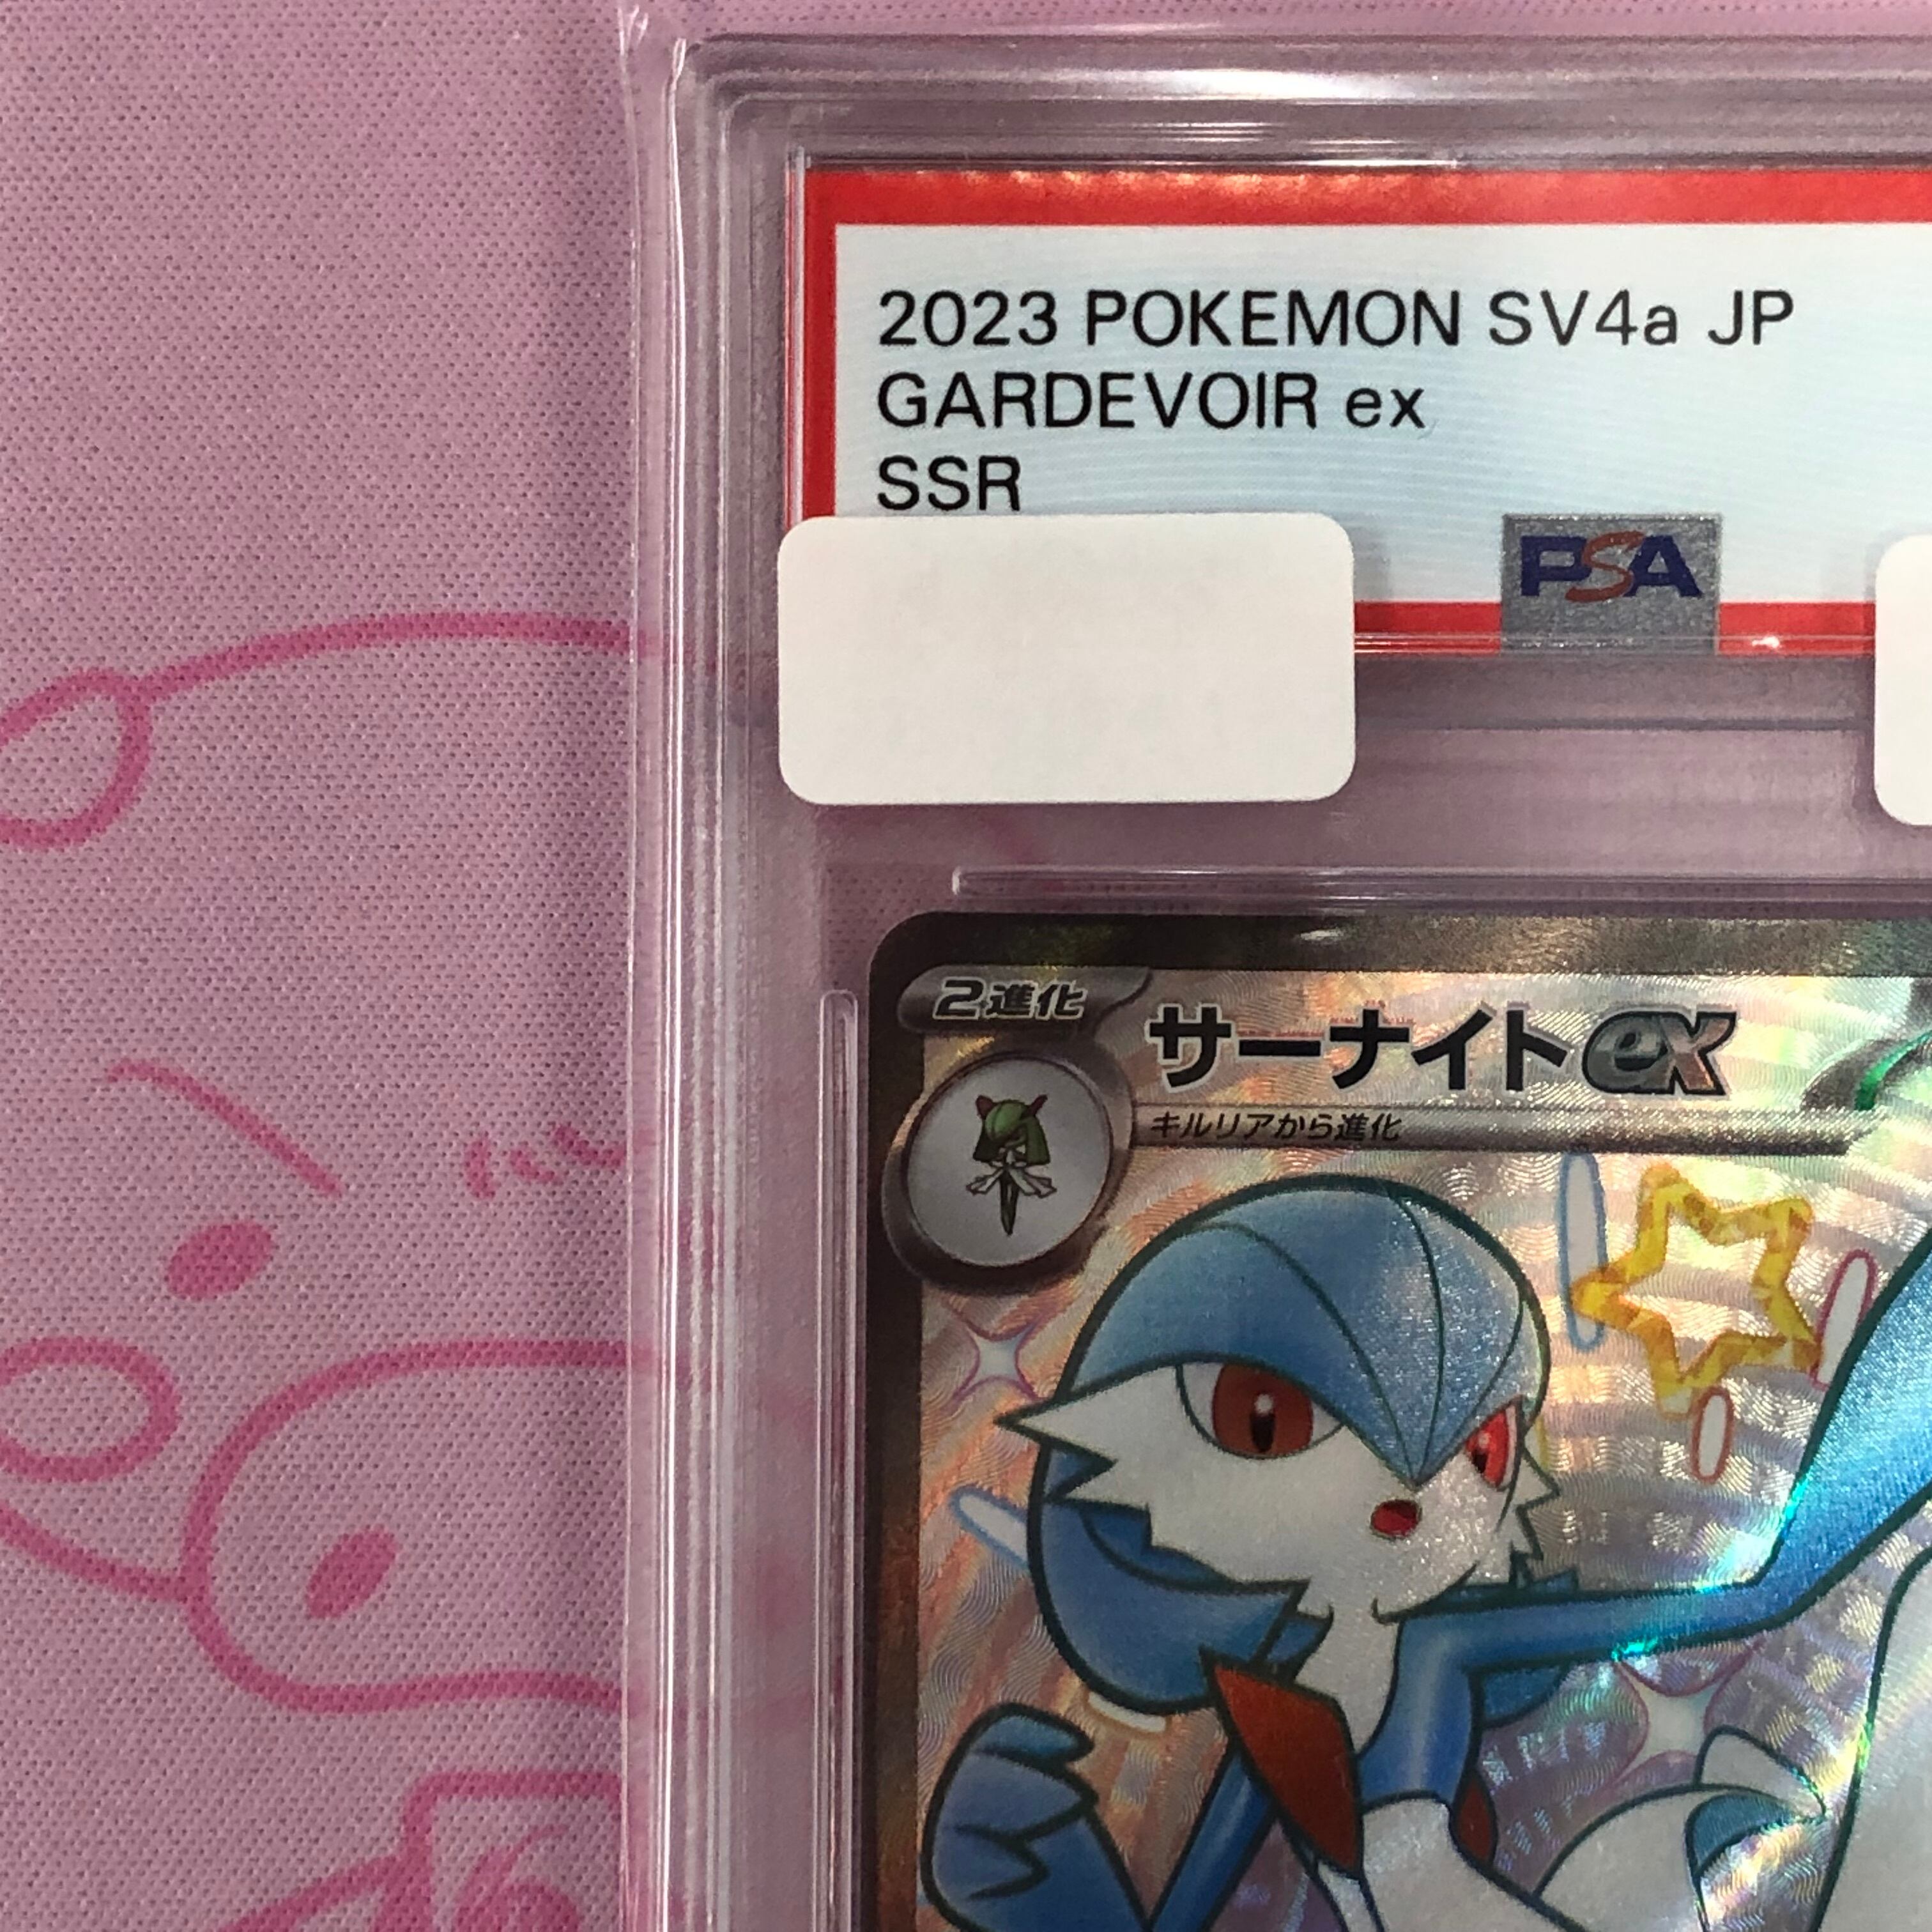 2023 POKEMON SV4a JP
GARDEVOIR ex
SSR
PSA
2進化
サーナイトex
キルリアから進化